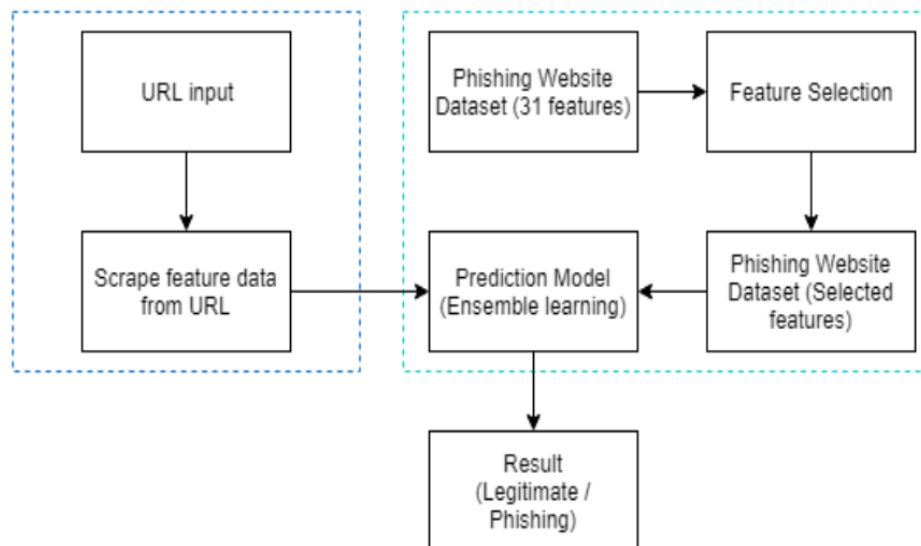 URL input
Phishing Website
Dataset (31 features)
Feature Selection
Scrape feature data
from URL
Prediction Model
(Ensemble learning)
Phishing Website
Dataset (Selected
features)
Result
(Legitimate /
Phishing)